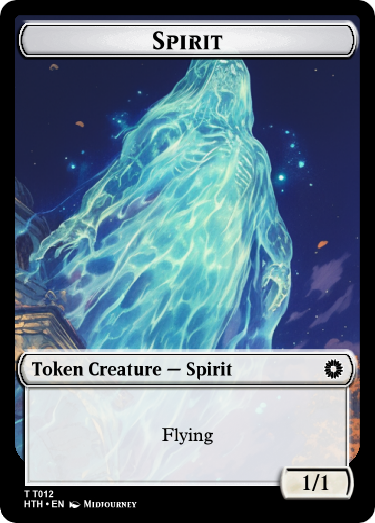 Spirit
Token Creature — Spirit
Flying
1/1
T T012
HTH • EN Midjourney